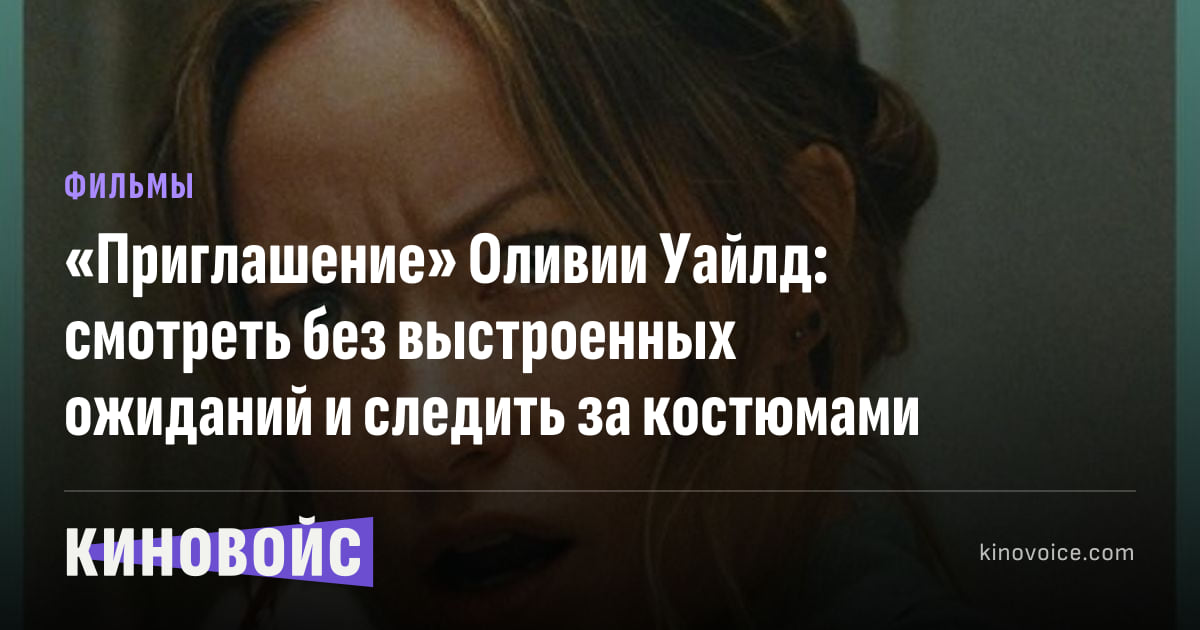 ФИЛЬМЫ
«Приглашение» Оливии Уайлд:
смотреть без выстроенных
ожиданий и следить за костюмами
КИНОВОЙС
kinovoice.com